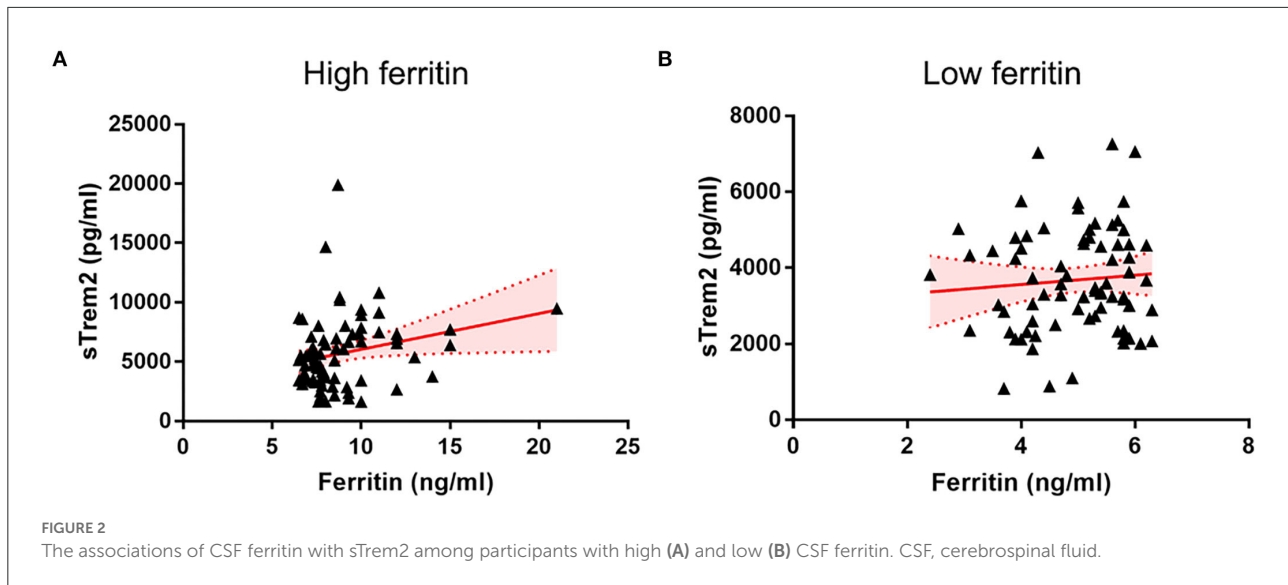 A
High ferritin
25000
20000
15000
10000
5000
0
sTrem2 (pg/ml)
0 5 10 15 20 25
Ferritin (ng/ml)
B
Low ferritin
8000
6000
4000
2000
0
sTrem2 (pg/ml)
0 2 4 6 8
Ferritin (ng/ml)
FIGURE 2
The associations of CSF ferritin with sTrem2 among participants with high (A) and low (B) CSF ferritin. CSF, cerebrospinal fluid.